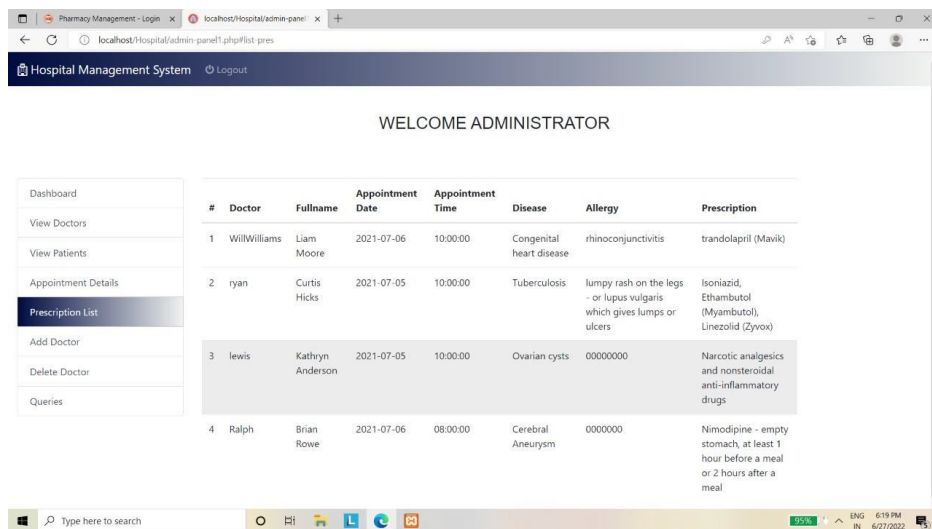 Pharmacy Management - Login
localhost/Hospital/admin-panel
localhost/Hospital/admin-panel1.php#list-pres
Hospital Management System Logout
WELCOME ADMINISTRATOR
Dashboard
View Doctors
View Patients
Appointment Details
Prescription List
Add Doctor
Delete Doctor
Queries
# Doctor Fullname Appointment Date Appointment Time Disease Allergy Prescription
1 WillWilliams Liam Moore 2021-07-06 10:00:00 Congenital heart disease rhinoconjunctivitis trandolapril (Mavik)
2 ryan Curtis Hicks 2021-07-05 10:00:00 Tuberculosis lumpy rash on the legs - or lupus vulgaris which gives lumps or ulcers Isoniazid, Ethambutol (Myambutol), Linezolid (Zyvox)
3 lewis Kathryn Anderson 2021-07-05 10:00:00 Ovarian cysts 00000000 Narcotic analgesics and nonsteroidal anti-inflammatory drugs
4 Ralph Brian Rowe 2021-07-06 08:00:00 Cerebral Aneurysm 0000000 Nimodipine - empty stomach, at least 1 hour before a meal or 2 hours after a meal
Type here to search
L
95%
ENG
IN
6:19 PM
6/27/2022